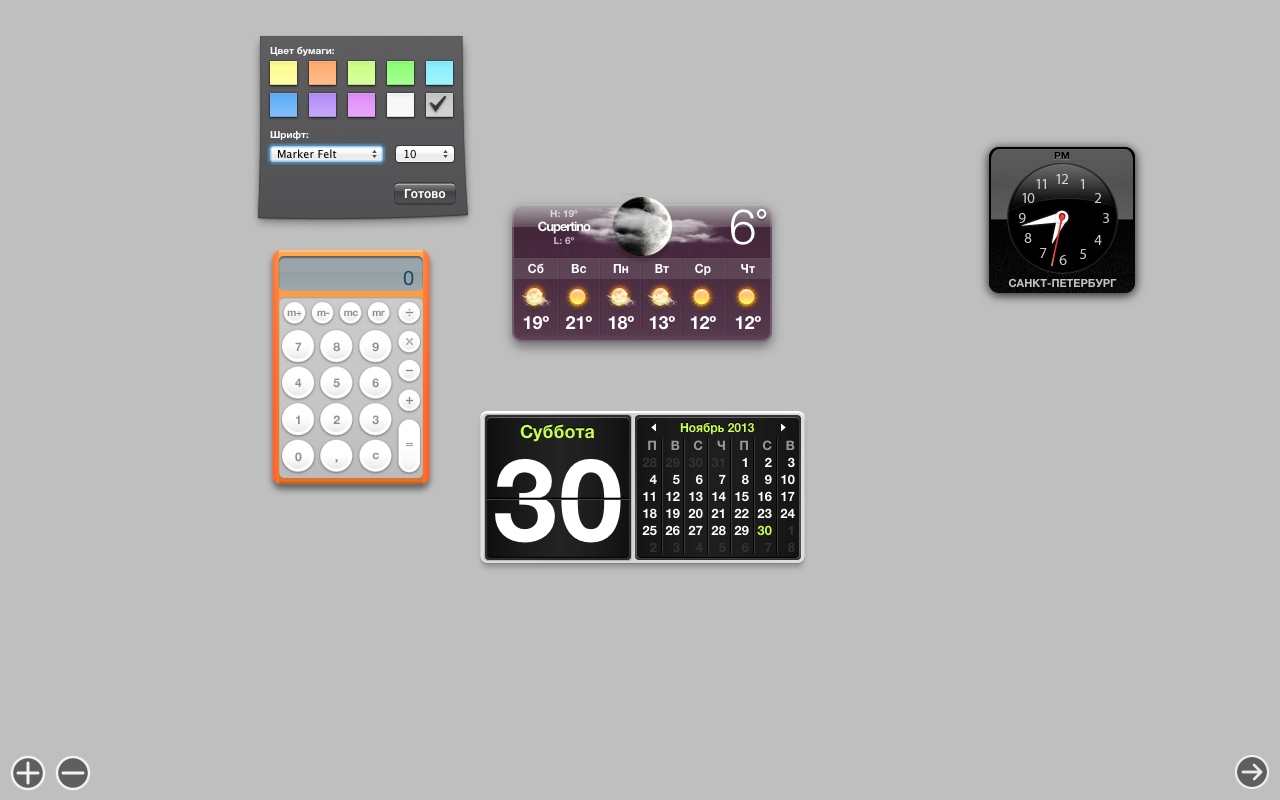 Цвет бумаги:
Шрифт:
Marker Felt 10
Готово
0
m+ m- mc mr ÷
7 8 9 ×
4 5 6 −
1 2 3 +
0 , c =
H: 19°
Cupertino
L: 6°
6°
Сб Вс Пн Вт Ср Чт
19° 21° 18° 13° 12° 12°
Суббота
30
Ноябрь 2013
П В С Ч П С В
28 29 30 31 1 2 3
4 5 6 7 8 9 10
11 12 13 14 15 16 17
18 19 20 21 22 23 24
25 26 27 28 29 30 1
2 3 4 5 6 7 8
PM
12 1 2 3 4 5 6 7 8 9 10 11
САНКТ-ПЕТЕРБУРГ